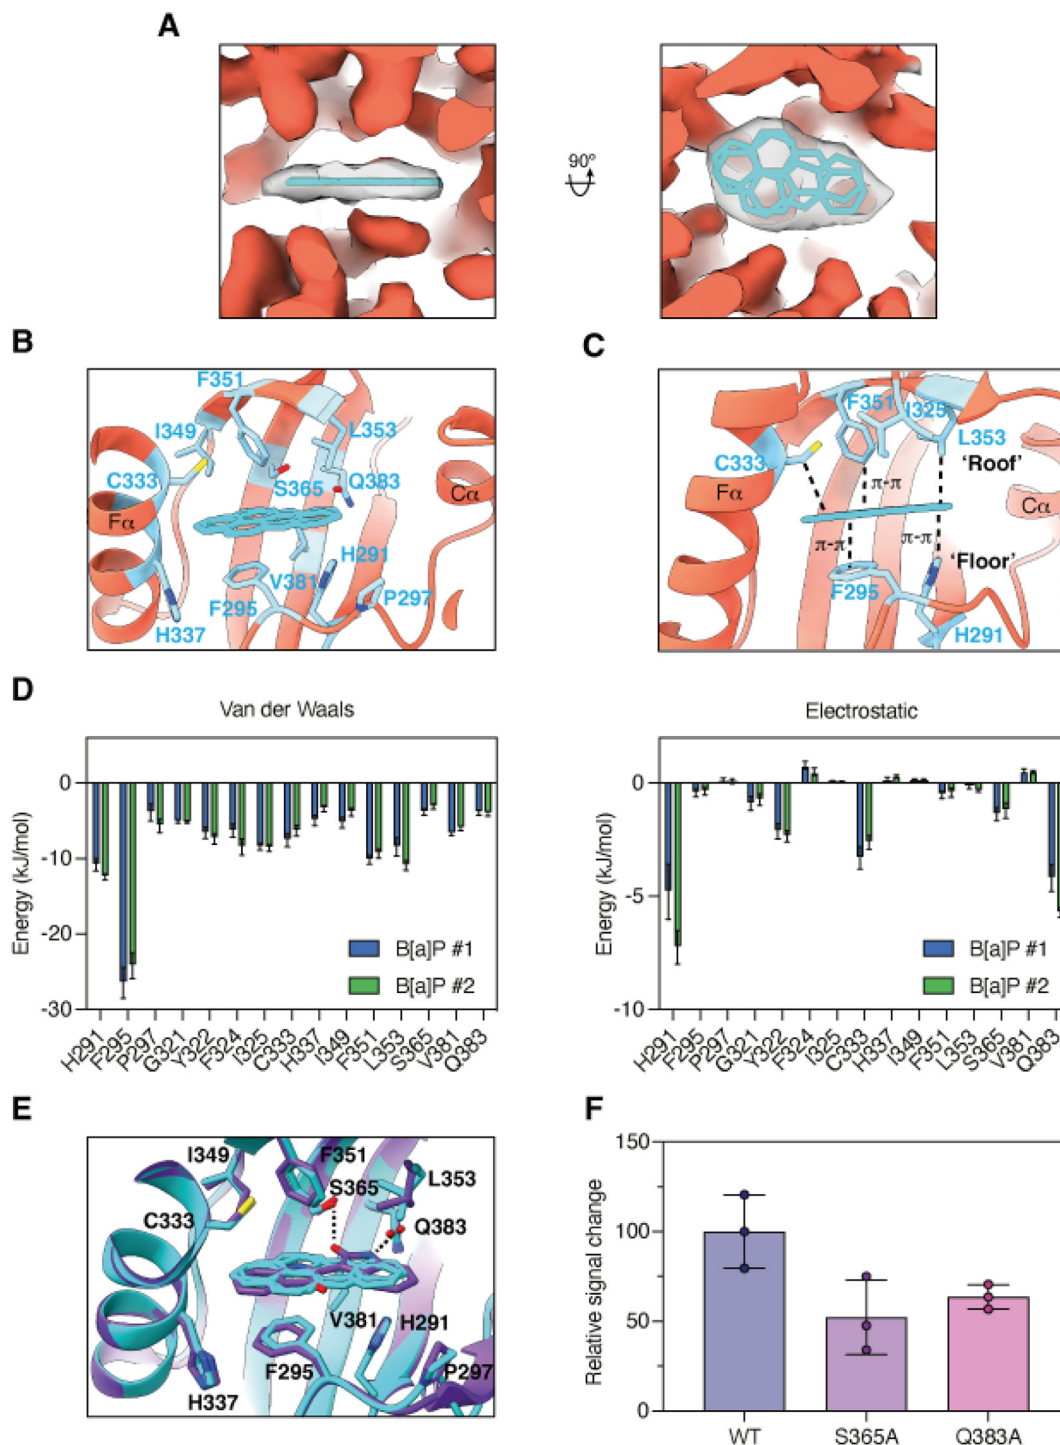 A
90°
B
F351
I349
L353
C333
S365
Q383
Cα
Fα
H291
V381
F295
P297
H337
C
F351
I325
L353
C333
'Roof'
Fα
π-π
Cα
π-π
π-π
'Floor'
F295
H291
D
Van der Waals
0
-10
-20
-30
Energy (kJ/mol)
B[a]P #1
B[a]P #2
H291
F295
P297
G321
Y322
F324
I325
C333
H337
I349
F351
L353
S365
V381
Q383
Electrostatic
0
-5
-10
Energy (kJ/mol)
B[a]P #1
B[a]P #2
H291
F295
P297
G321
Y322
F324
I325
C333
H337
I349
F351
L353
S365
V381
Q383
E
I349
F351
S365
L353
C333
Q383
V381
H291
F295
P297
H337
F
150
100
50
0
Relative signal change
WT
S365A
Q383A